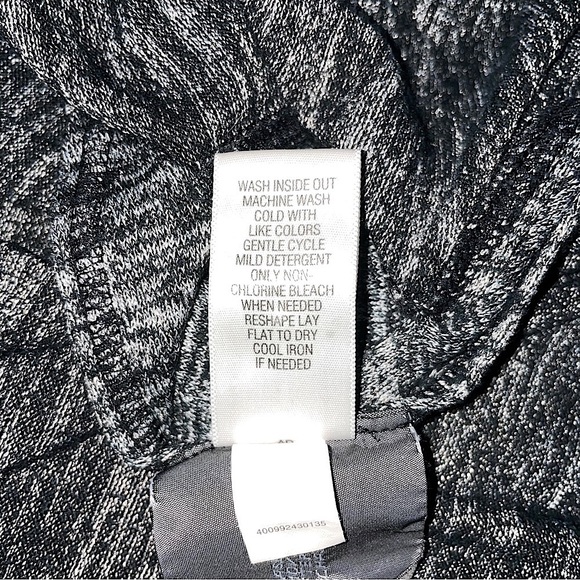 WASH INSIDE OUT
MACHINE WASH
COLD WITH
LIKE COLORS
GENTLE CYCLE
MILD DETERGENT
ONLY NON-
CHLORINE BLEACH
WHEN NEEDED
RESHAPE LAY
FLAT TO DRY
COOL IRON
IF NEEDED
400992430135